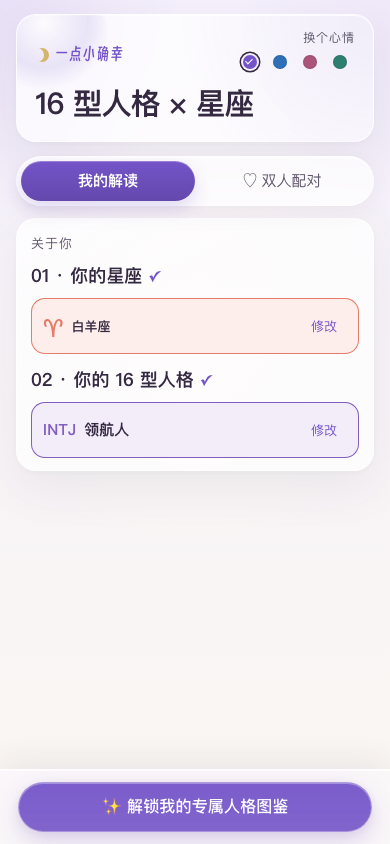 一点小确幸
换个心情
16 型人格 × 星座
我的解读
♡ 双人配对
关于你
01 · 你的星座 ✓
♈ 白羊座 修改
02 · 你的 16 型人格 ✓
INTJ 领航人 修改
✨ 解锁我的专属人格图鉴